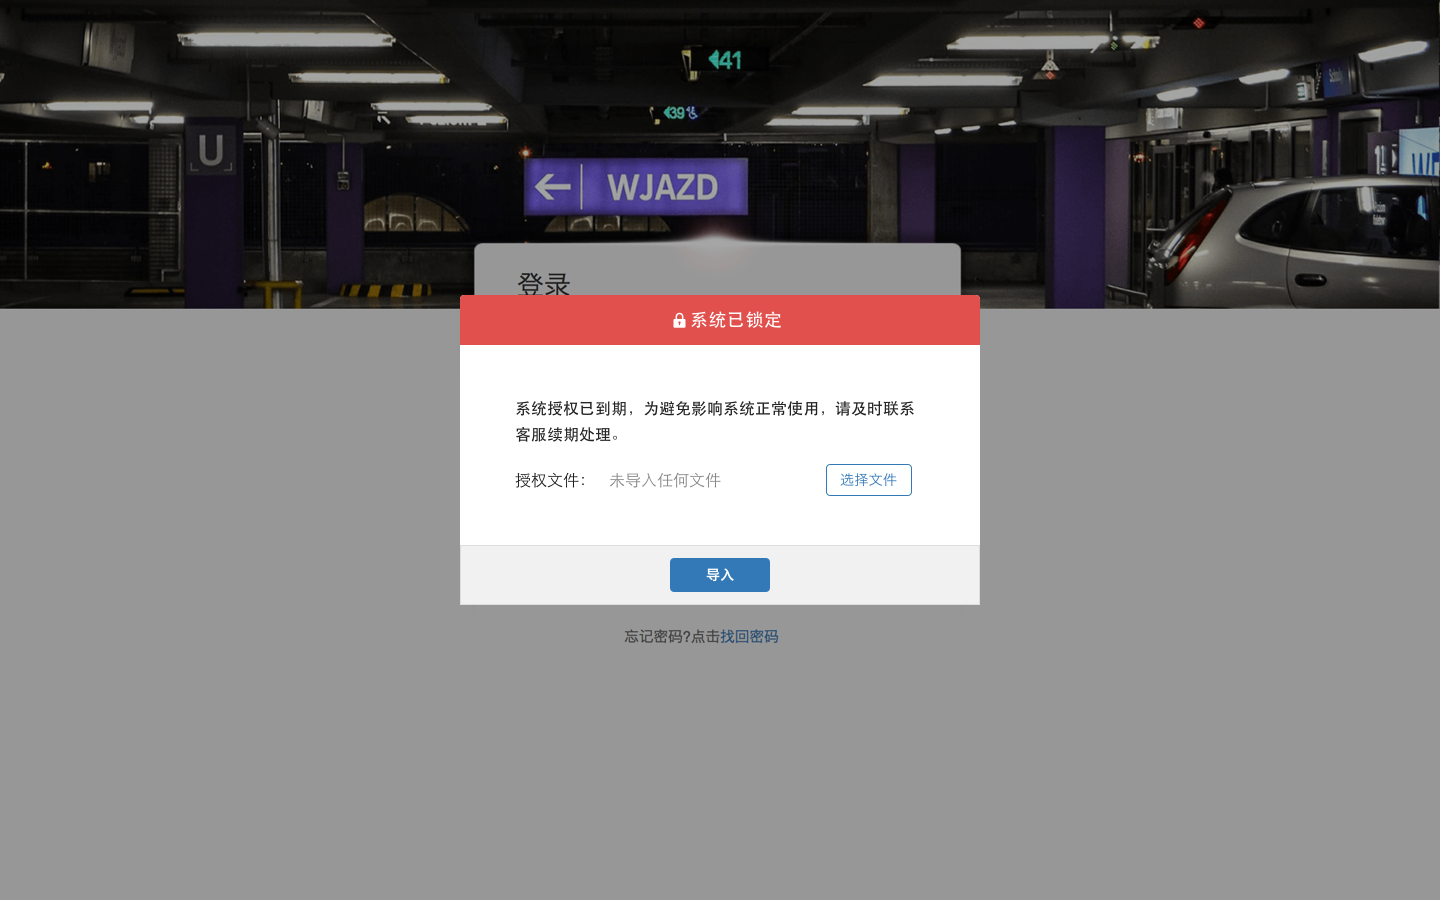 41
39
U
WJAZD
登录
系统已锁定
系统授权已到期，为避免影响系统正常使用，请及时联系
客服续期处理。
授权文件： 未导入任何文件 选择文件
导入
忘记密码?点击找回密码